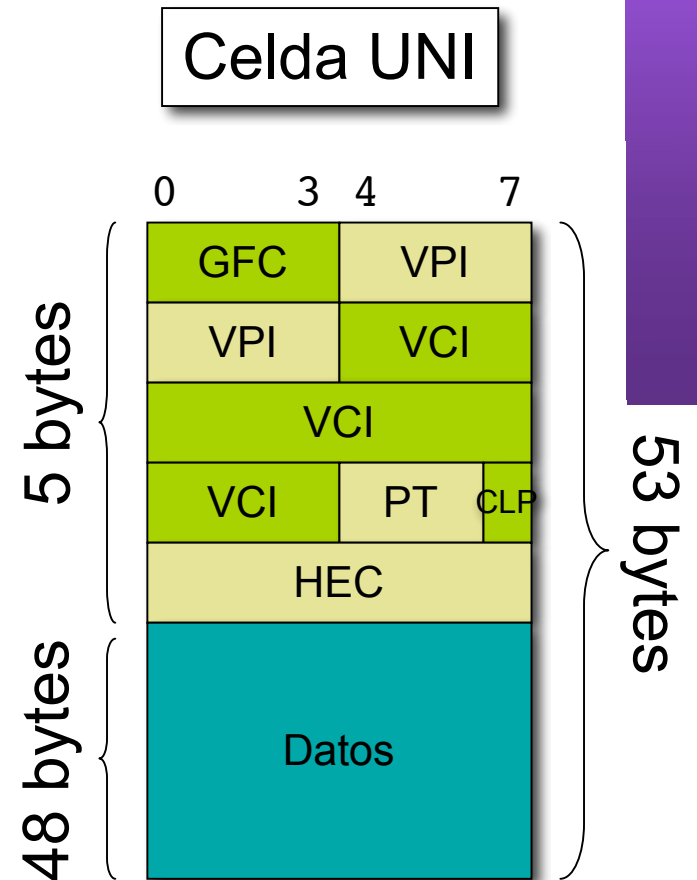 Celda UNI
0 3 4 7
GFC VPI
VPI VCI
VCI
VCI PT CLP
HEC
Datos
5 bytes
48 bytes
53 bytes